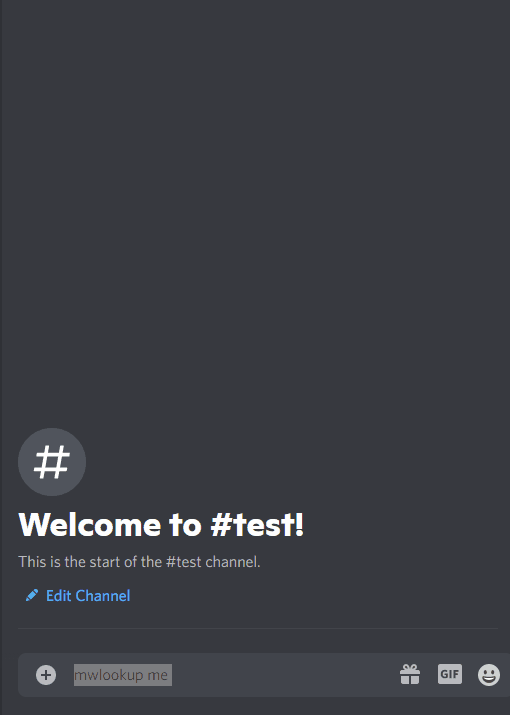 Welcome to #test!
This is the start of the #test channel.
Edit Channel
mwlookup me
GIF